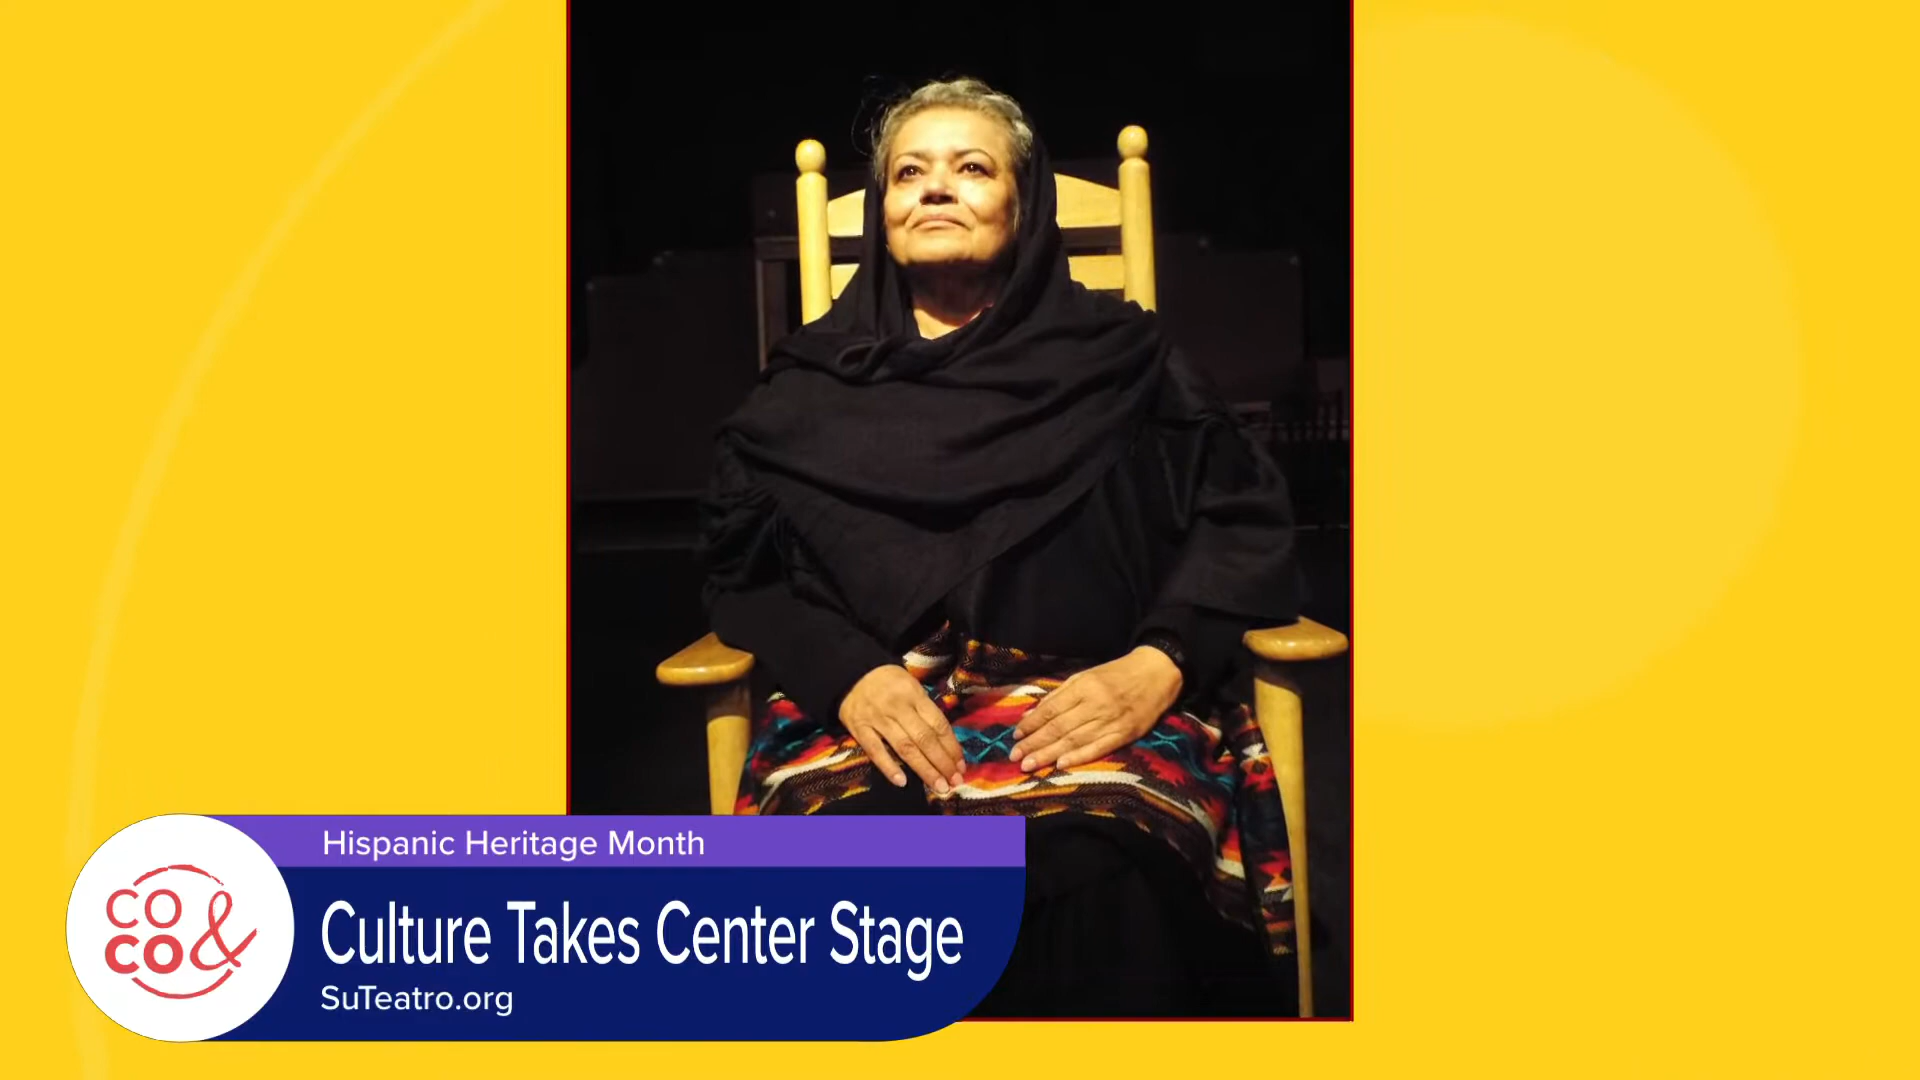 Hispanic Heritage Month
CO
CO&
Culture Takes Center Stage
SuTeatro.org